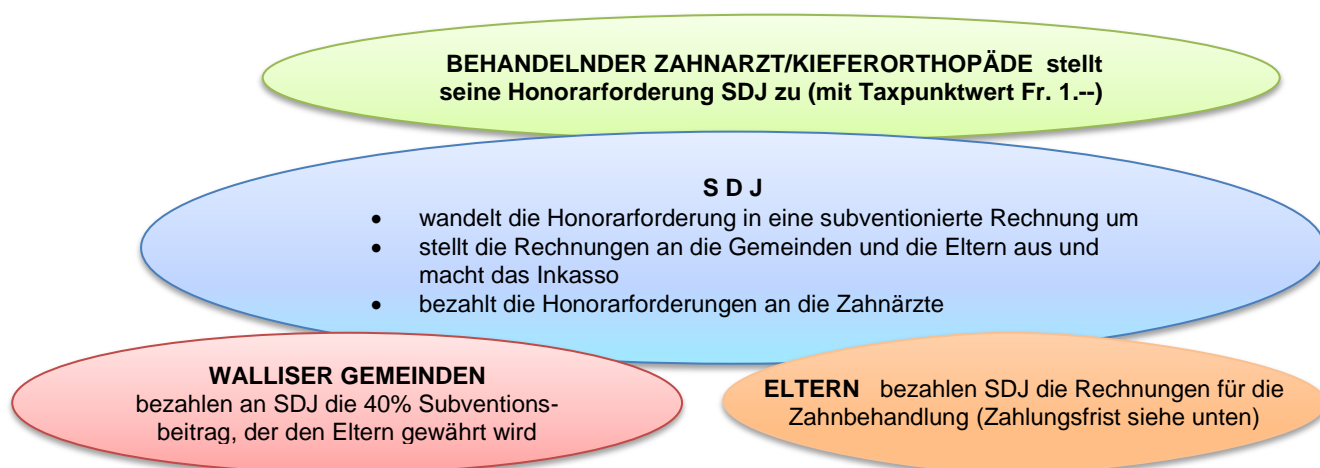 BEHANDELNDER ZAHNARZT/KIEFERORTHOPÄDE stellt
seine Honorarforderung SDJ zu (mit Taxpunktwert Fr. 1.--)
S D J
• wandelt die Honorarforderung in eine subventionierte Rechnung um
• stellt die Rechnungen an die Gemeinden und die Eltern aus und
macht das Inkasso
• bezahlt die Honorarforderungen an die Zahnärzte
WALLISER GEMEINDEN
bezahlen an SDJ die 40% Subventions-
beitrag, der den Eltern gewährt wird
ELTERN bezahlen SDJ die Rechnungen für die
Zahnbehandlung (Zahlungsfrist siehe unten)